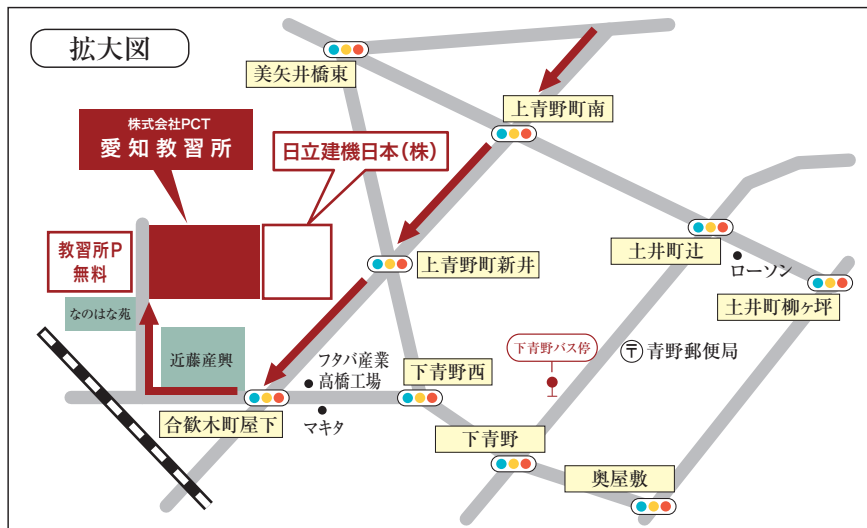 拡大図
美矢井橋東
上青野町南
株式会社PCT
愛知教習所
日立建機日本(株)
教習所P
無料
上青野町新井
土井町辻
ローソン
土井町柳ヶ坪
なのはな苑
近藤産興
フタバ産業
高橋工場
下青野西
下青野バス停
〒青野郵便局
合歓木町屋下
マキタ
下青野
奥屋敷